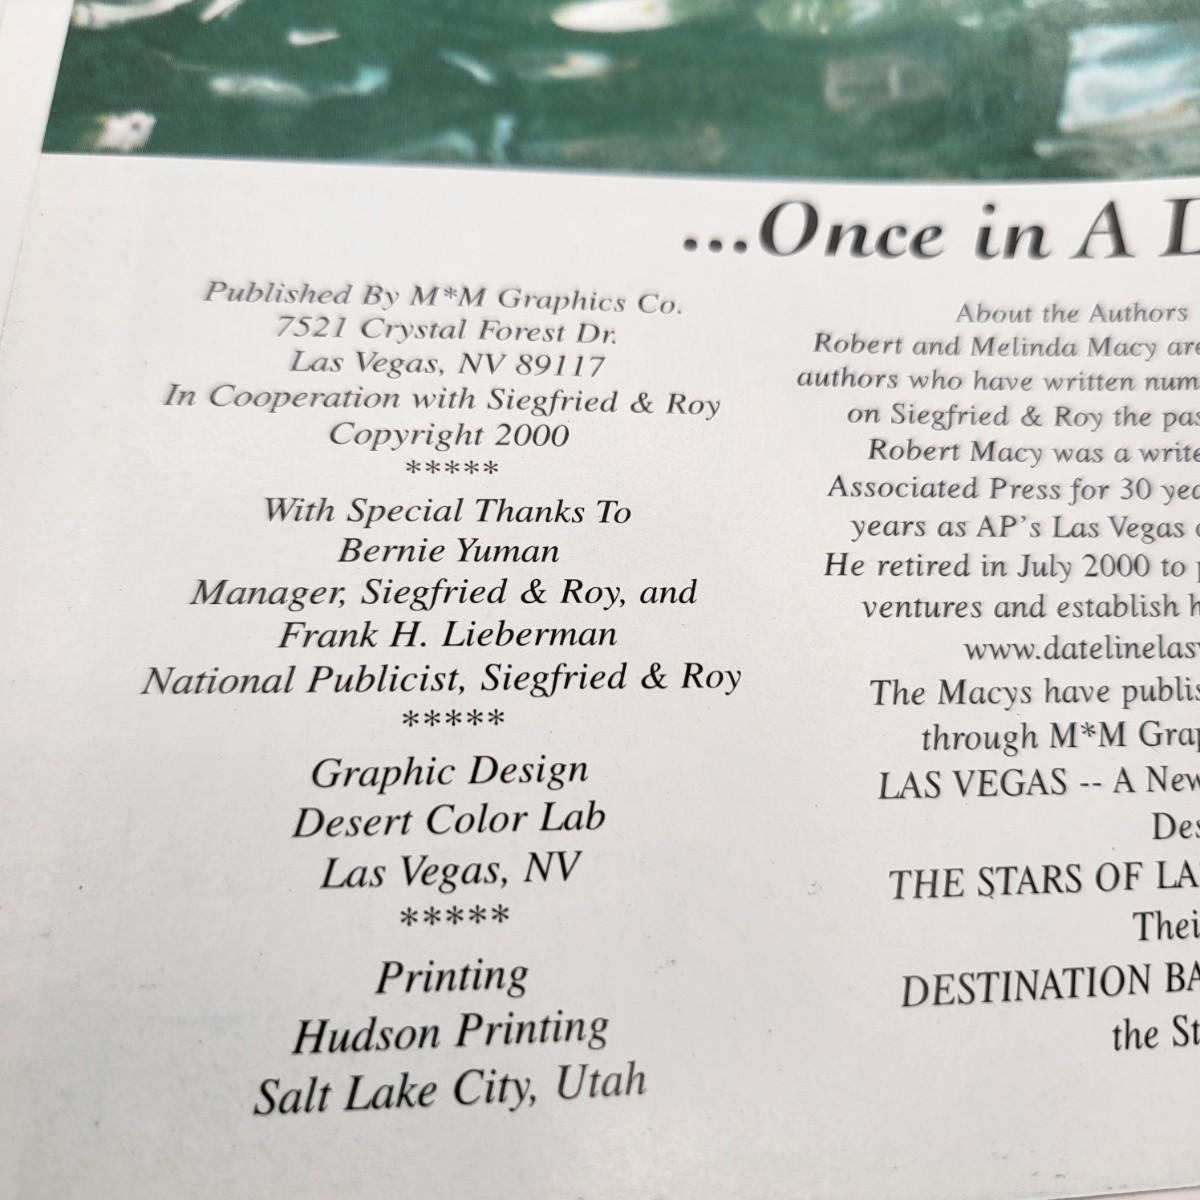 ...Once in A
Published By M*M Graphics Co.
7521 Crystal Forest Dr.
Las Vegas, NV 89117
In Cooperation with Siegfried & Roy
Copyright 2000
*****
With Special Thanks To
Bernie Yuman
Manager, Siegfried & Roy, and
Frank H. Lieberman
National Publicist, Siegfried & Roy
*****
Graphic Design
Desert Color Lab
Las Vegas, NV
*****
Printing
Hudson Printing
Salt Lake City, Utah
About the Authors
Robert and Melinda Macy are
authors who have written num
on Siegfried & Roy the pas
Robert Macy was a write
Associated Press for 30 yea
years as AP's Las Vegas
He retired in July 2000 to p
ventures and establish h
www.datelinelasv
The Macys have publis
through M*M Grap
LAS VEGAS -- A New
Des
THE STARS OF LA
Thei
DESTINATION BA
the St